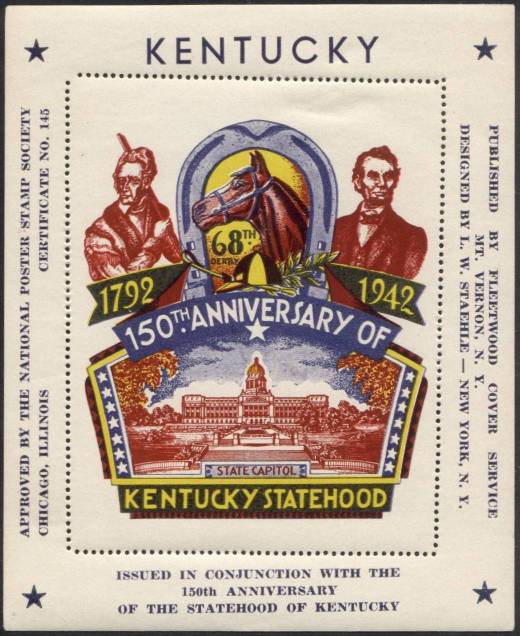 KENTUCKY
APPROVED BY THE NATIONAL POSTER STAMP SOCIETY
CHICAGO, ILLINOIS CERTIFICATE NO. 145
68TH
DERBY
1792
1942
150TH ANNIVERSARY OF
STATE CAPITOL
KENTUCKY STATEHOOD
PUBLISHED BY FLEETWOOD COVER SERVICE
MT. VERNON, N. Y.
DESIGNED BY L. W. STAEHLE — NEW YORK, N. Y.
ISSUED IN CONJUNCTION WITH THE
150th ANNIVERSARY
OF THE STATEHOOD OF KENTUCKY